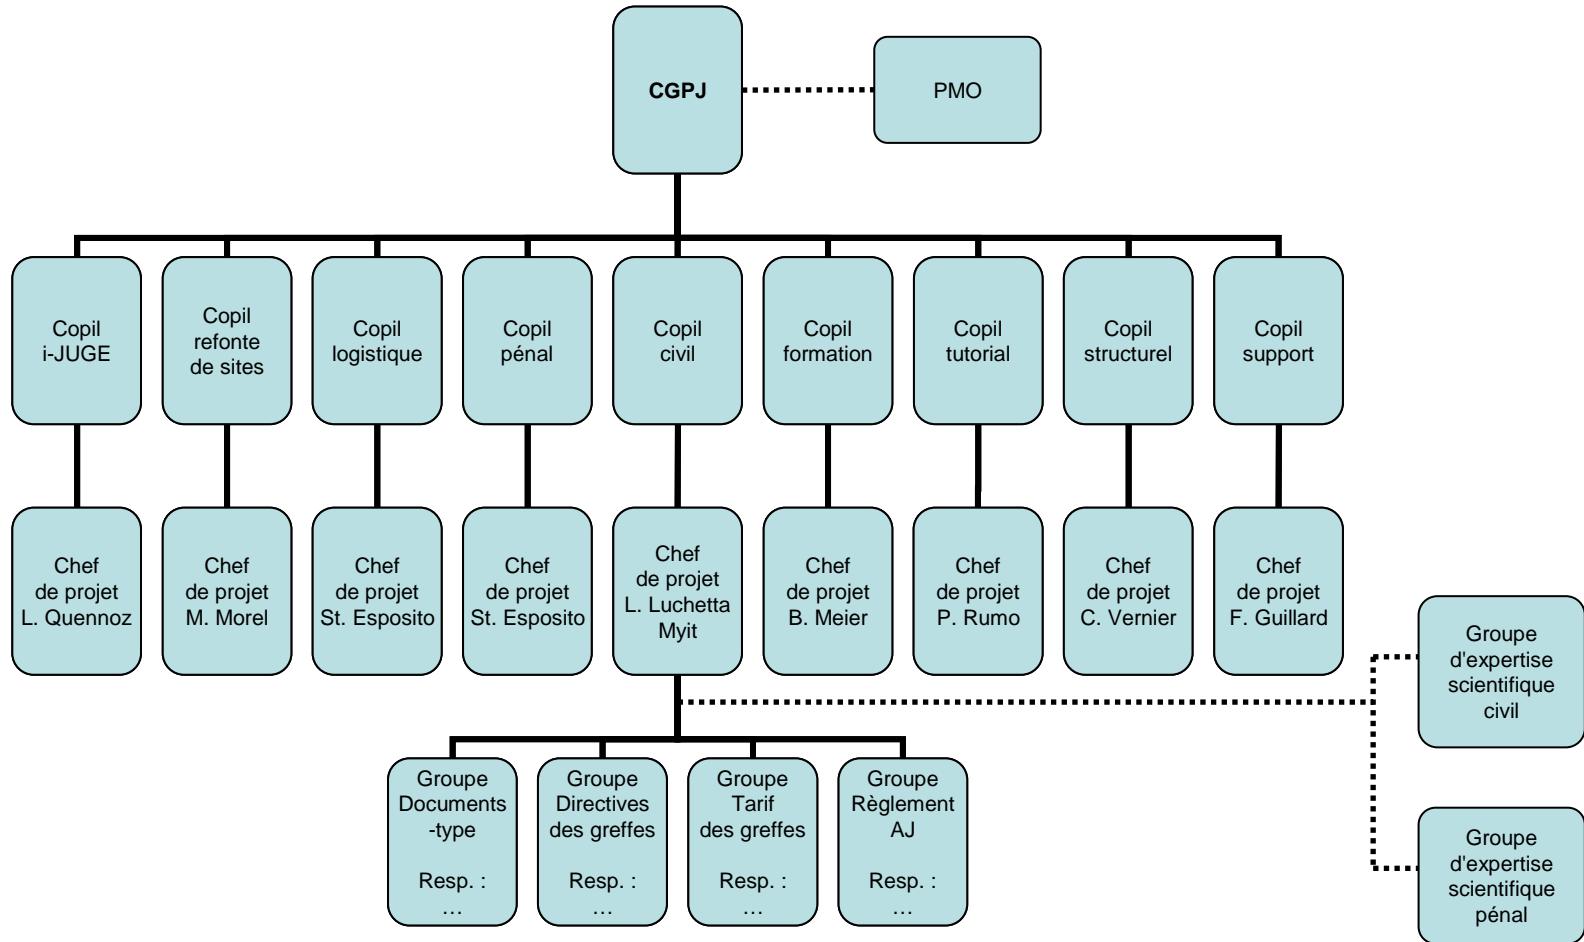 CGPJ
PMO
Copil
i-JUGE
Copil
refonte
de sites
Copil
logistique
Copil
pénal
Copil
civil
Copil
formation
Copil
tutorial
Copil
structurel
Copil
support
Chef
de projet
L. Quennoz
Chef
de projet
M. Morel
Chef
de projet
St. Esposito
Chef
de projet
St. Esposito
Chef
de projet
L. Luchetta
Myit
Chef
de projet
B. Meier
Chef
de projet
P. Rumo
Chef
de projet
C. Vernier
Chef
de projet
F. Guillard
Groupe
d'expertise
scientifique
civil
Groupe
Documents
-type
Resp. :
…
Groupe
Directives
des greffes
Resp. :
…
Groupe
Tarif
des greffes
Resp. :
…
Groupe
Règlement
AJ
Resp. :
…
Groupe
d'expertise
scientifique
pénal